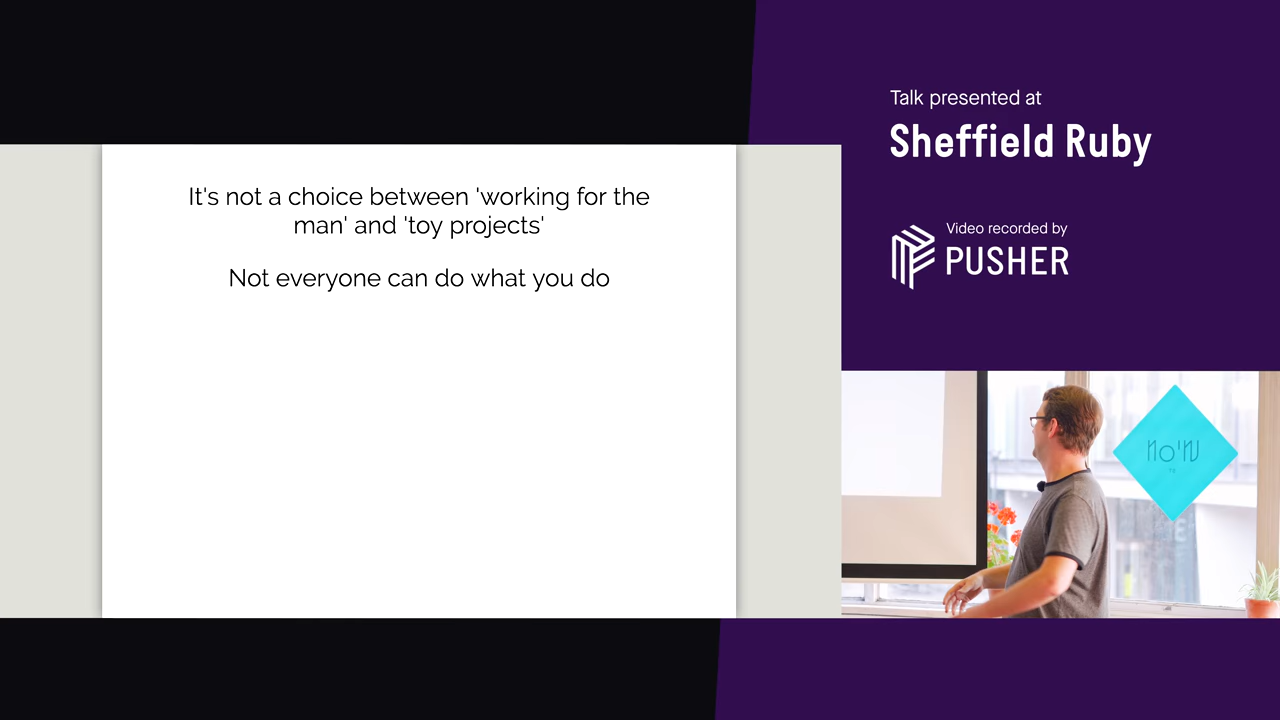 It's not a choice between 'working for the
man' and 'toy projects'
Not everyone can do what you do
Talk presented at
Sheffield Ruby
Video recorded by
PUSHER